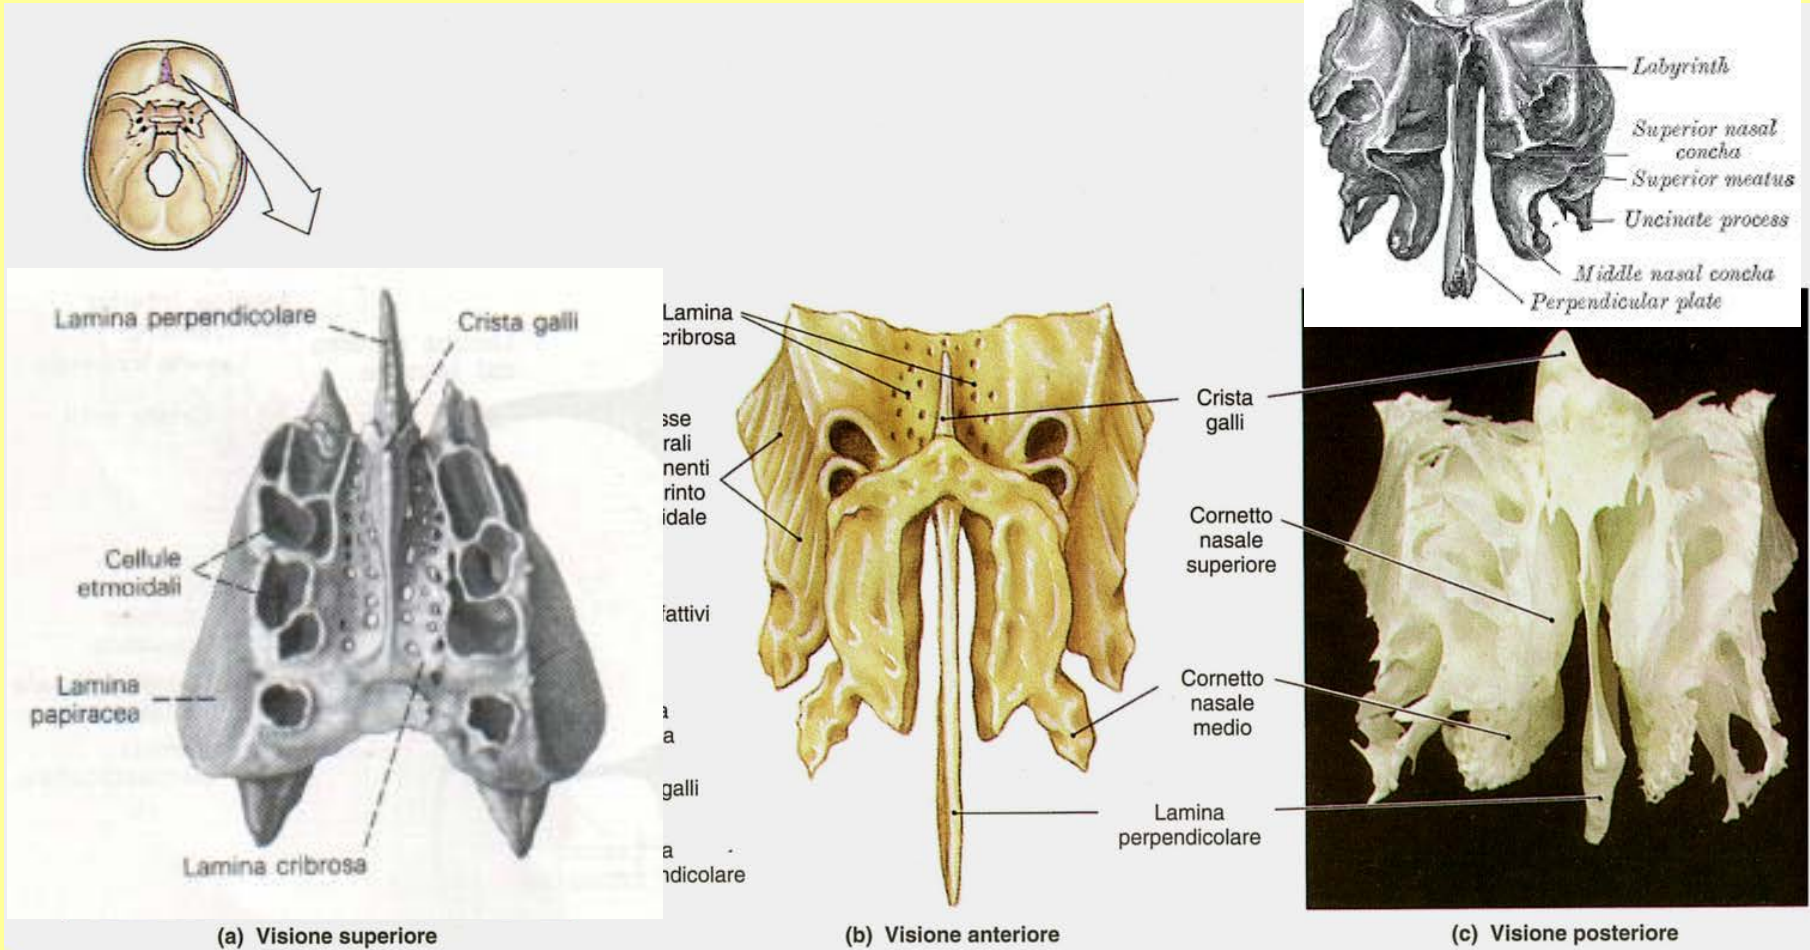 Labyrinth
Superior nasal
concha
Superior meatus
Uncinate process
Middle nasal concha
Perpendicular plate
Lamina perpendicolare
Crista galli
Cellule
etmoidali
Lamina
papiracea
Lamina cribrosa
(a) Visione superiore
Lamina
cribrosa
sse
rali
nenti
rinto
idale
fattivi
a
a
galli
a
ndicolare
Crista
galli
Cornetto
nasale
superiore
Cornetto
nasale
medio
Lamina
perpendicolare
(b) Visione anteriore
(c) Visione posteriore